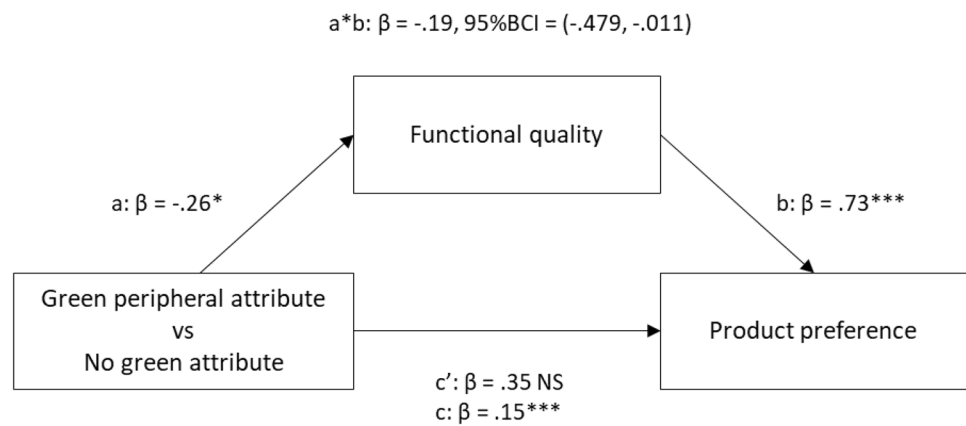 a*b: β = -.19, 95%BCI = (-.479, -.011)
Functional quality
a: β = -.26*
b: β = .73***
Green peripheral attribute
vs
No green attribute
Product preference
c’: β = .35 NS
c: β = .15***